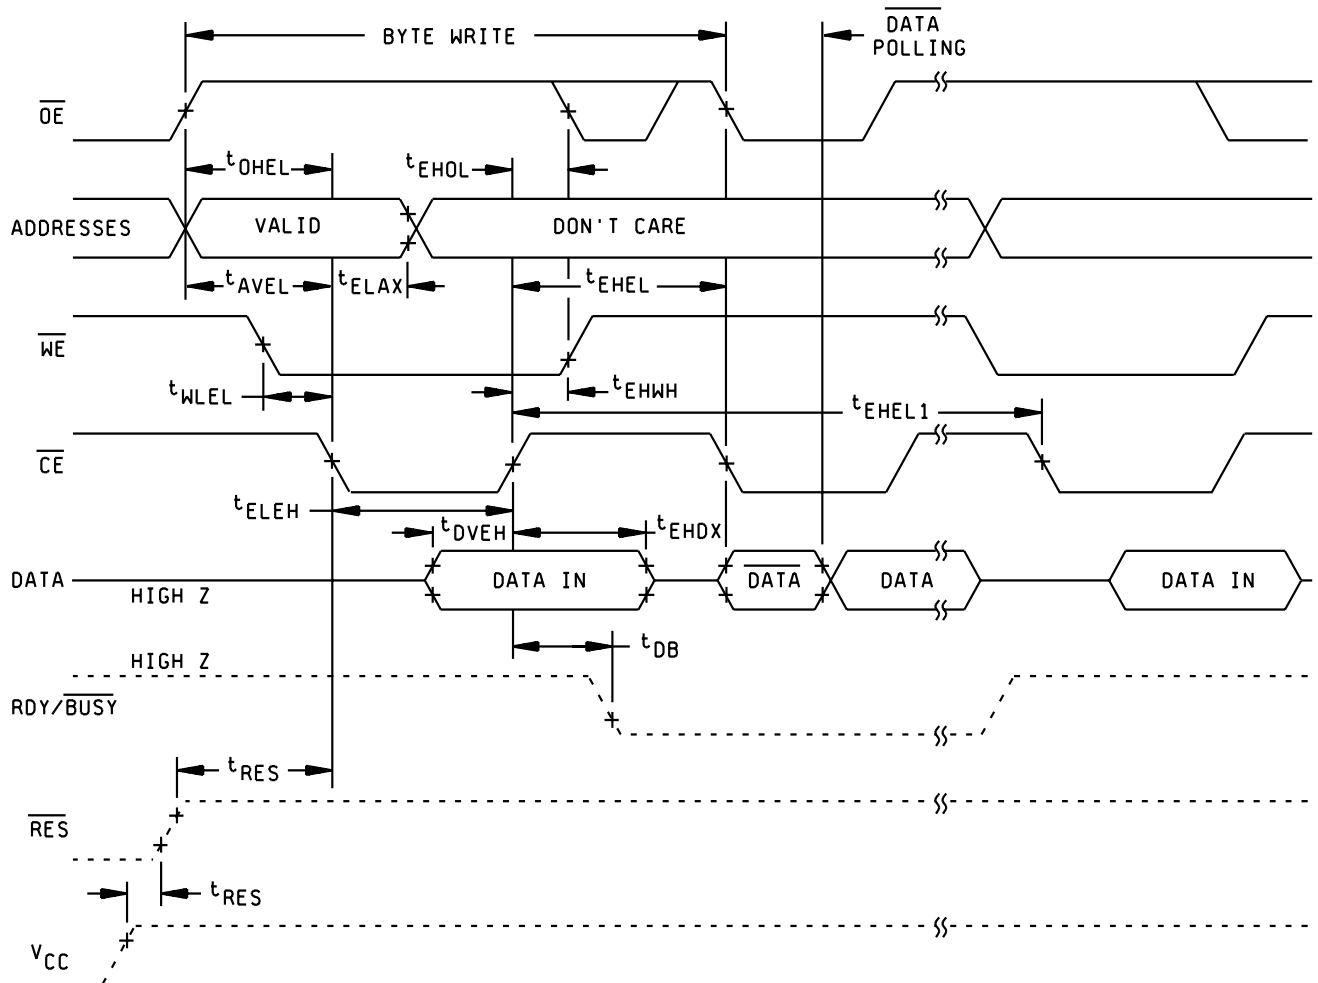 BYTE WRITE
DATA
POLLING
OE
tOHEL
tEHOL
ADDRESSES
VALID
DON'T CARE
tAVEL
tELAX
tEHEL
WE
tWLEL
tEHWH
tEHEL1
CE
tELEH
tDVEH
tEHDX
DATA
HIGH Z
DATA IN
DATA
DATA
DATA IN
tDB
HIGH Z
RDY/BUSY
tRES
RES
tRES
VCC